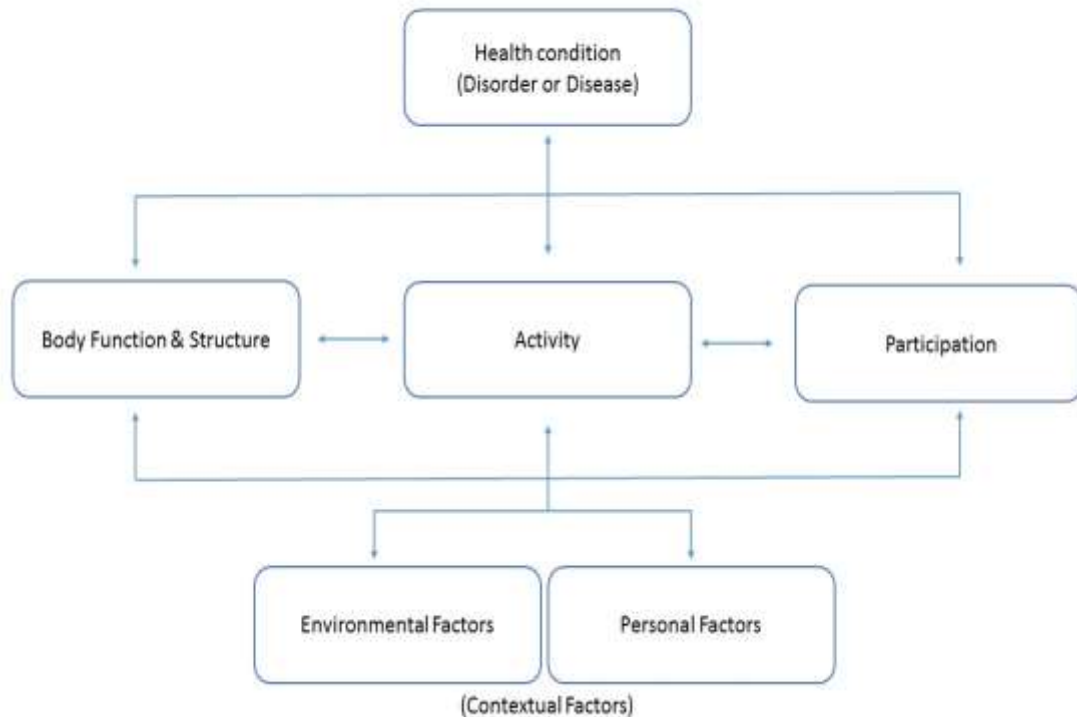 Health condition
(Disorder or Disease)
Body Function & Structure
Activity
Participation
Environmental Factors
Personal Factors
(Contextual Factors)